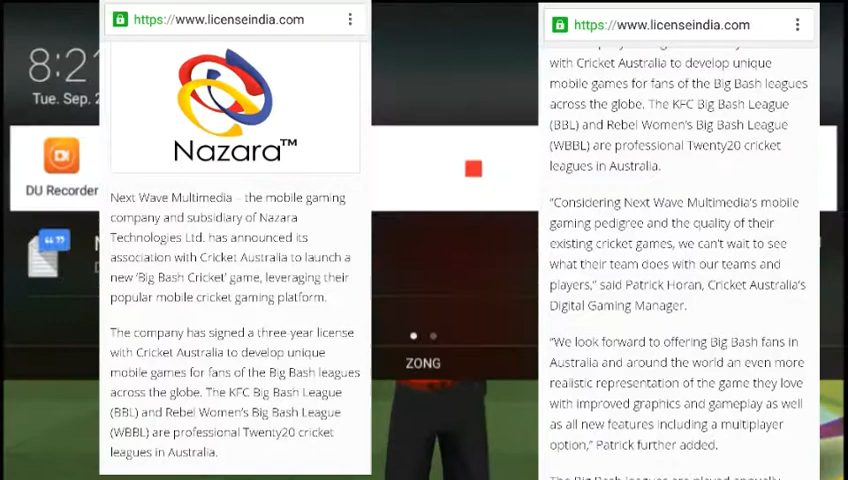 https://www.licenseindia.com
Nazara™
Next Wave Multimedia – the mobile gaming
company and subsidiary of Nazara
Technologies Ltd. has announced its
association with Cricket Australia to launch a
new 'Big Bash Cricket' game, leveraging their
popular mobile cricket gaming platform.
The company has signed a three-year license
with Cricket Australia to develop unique
mobile games for fans of the Big Bash leagues
across the globe. The KFC Big Bash League
(BBL) and Rebel Women's Big Bash League
(WBBL) are professional Twenty20 cricket
leagues in Australia.
https://www.licenseindia.com
with Cricket Australia to develop unique
mobile games for fans of the Big Bash leagues
across the globe. The KFC Big Bash League
(BBL) and Rebel Women's Big Bash League
(WBBL) are professional Twenty20 cricket
leagues in Australia.
"Considering Next Wave Multimedia's mobile
gaming pedigree and the quality of their
existing cricket games, we can't wait to see
what their team does with our teams and
players," said Patrick Horan, Cricket Australia's
Digital Gaming Manager.
"We look forward to offering Big Bash fans in
Australia and around the world an even more
realistic representation of the game they love
with improved graphics and gameplay as well
as all new features including a multiplayer
option," Patrick further added.
The Big Bash leagues are played annually
8:21
Tue. Sep. 2
DU Recorder
ZONG